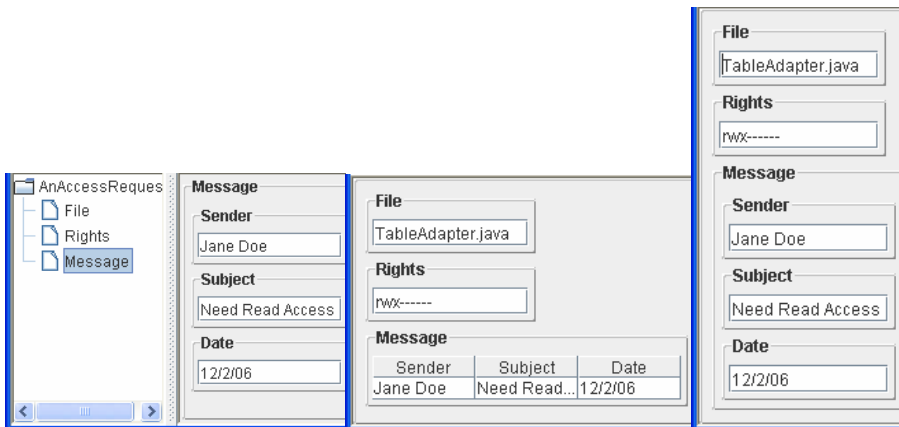 AnAccessReques
File
Rights
Message
Message
Sender
Jane Doe
Subject
Need Read Access
Date
12/2/06
File
TableAdapter.java
Rights
rwx------
Message
Sender Subject Date
Jane Doe Need Read... 12/2/06
File
TableAdapter.java
Rights
rwx------
Message
Sender
Jane Doe
Subject
Need Read Access
Date
12/2/06